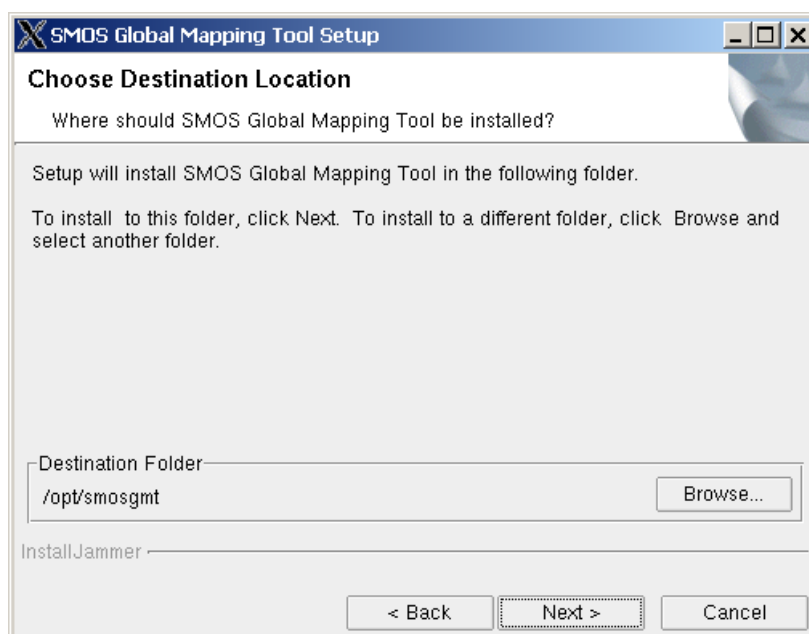 SMOS Global Mapping Tool Setup
Choose Destination Location
Where should SMOS Global Mapping Tool be installed?
Setup will install SMOS Global Mapping Tool in the following folder.
To install  to this folder, click Next.  To install to a different folder, click  Browse and
select another folder.
Destination Folder
/opt/smosgmt
Browse...
InstallJammer
< Back
Next >
Cancel